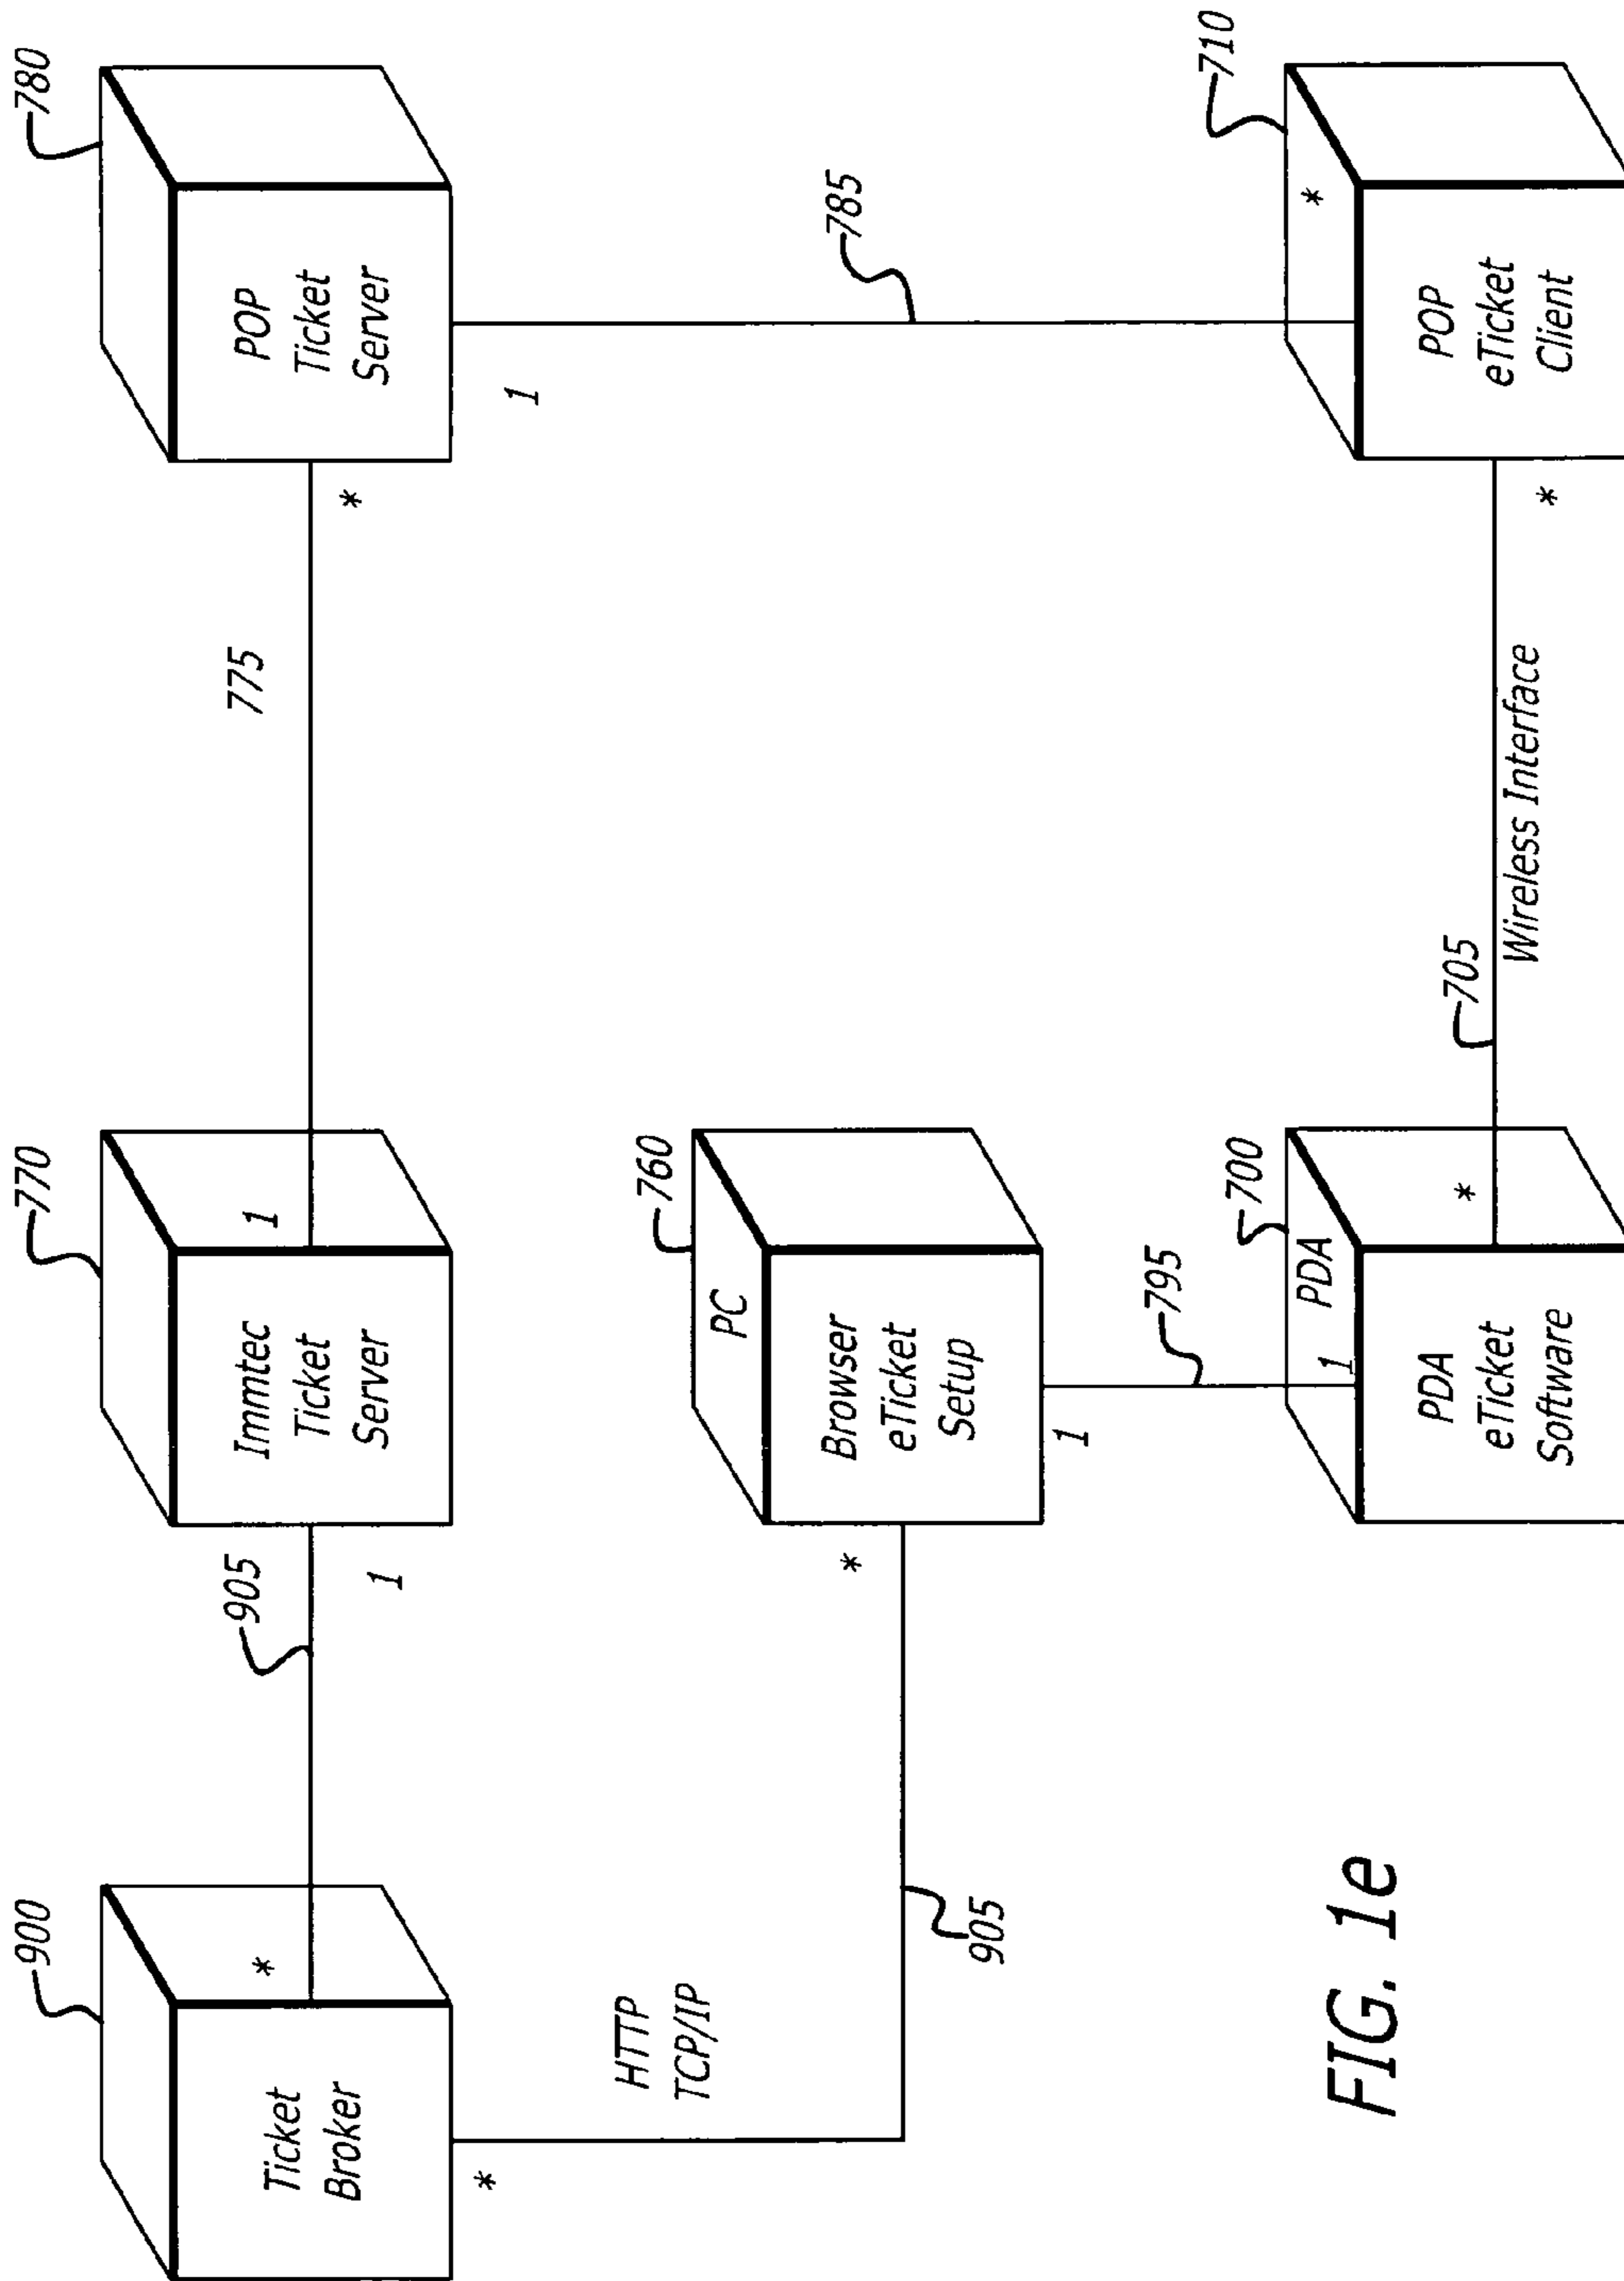 900
Ticket
Broker
*
*
905
770
Immtec
Ticket
Server
1
1
775
780
POP
Ticket
Server
*
1
HTTP
TCP/IP
905
760
PC
Browser
eTicket
Setup
*
1
785
795
700
PDA
1
PDA
eTicket
Software
*
705
Wireless Interface
710
*
POP
eTicket
Client
*
FIG. 1e